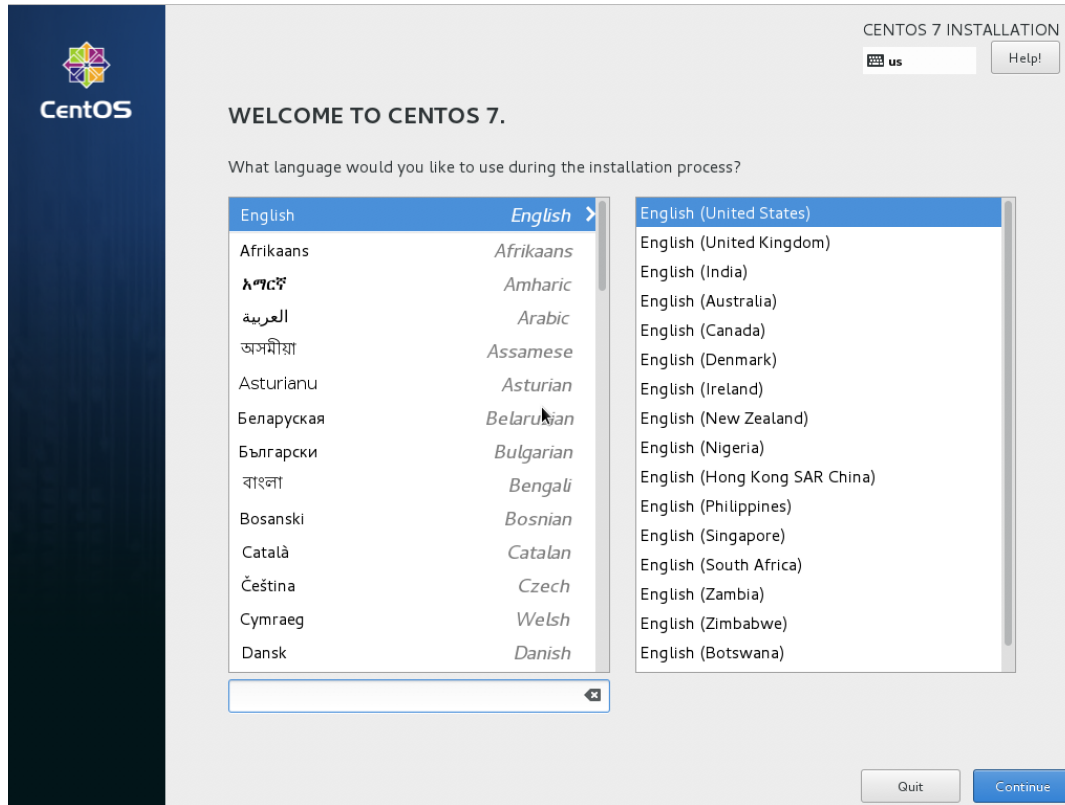 CentOS
CENTOS 7 INSTALLATION
us
Help!
WELCOME TO CENTOS 7.
What language would you like to use during the installation process?
English English
Afrikaans Afrikaans
አማርኛ Amharic
العربية Arabic
অসমীয়া Assamese
Asturianu Asturian
Беларуская Belarusian
Български Bulgarian
বাংলা Bengali
Bosanski Bosnian
Català Catalan
Čeština Czech
Cymraeg Welsh
Dansk Danish
English (United States)
English (United Kingdom)
English (India)
English (Australia)
English (Canada)
English (Denmark)
English (Ireland)
English (New Zealand)
English (Nigeria)
English (Hong Kong SAR China)
English (Philippines)
English (Singapore)
English (South Africa)
English (Zambia)
English (Zimbabwe)
English (Botswana)
Quit
Continue